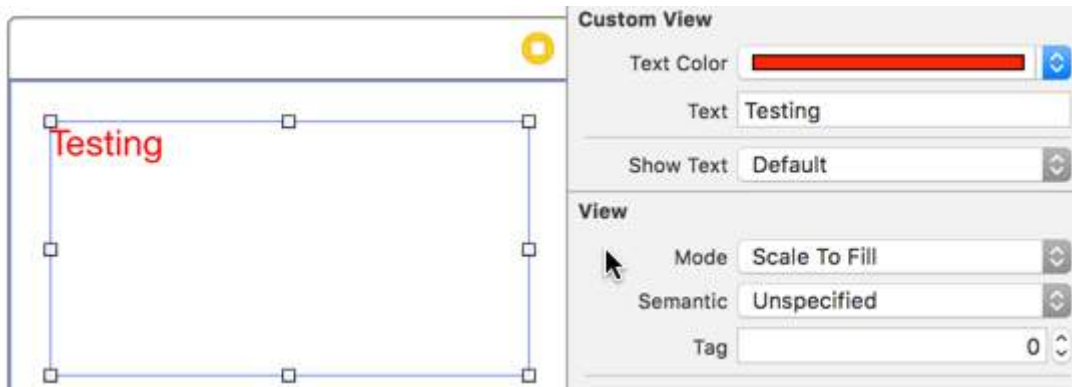 Testing
Custom View
Text Color
Text Testing
Show Text Default
View
Mode Scale To Fill
Semantic Unspecified
Tag 0